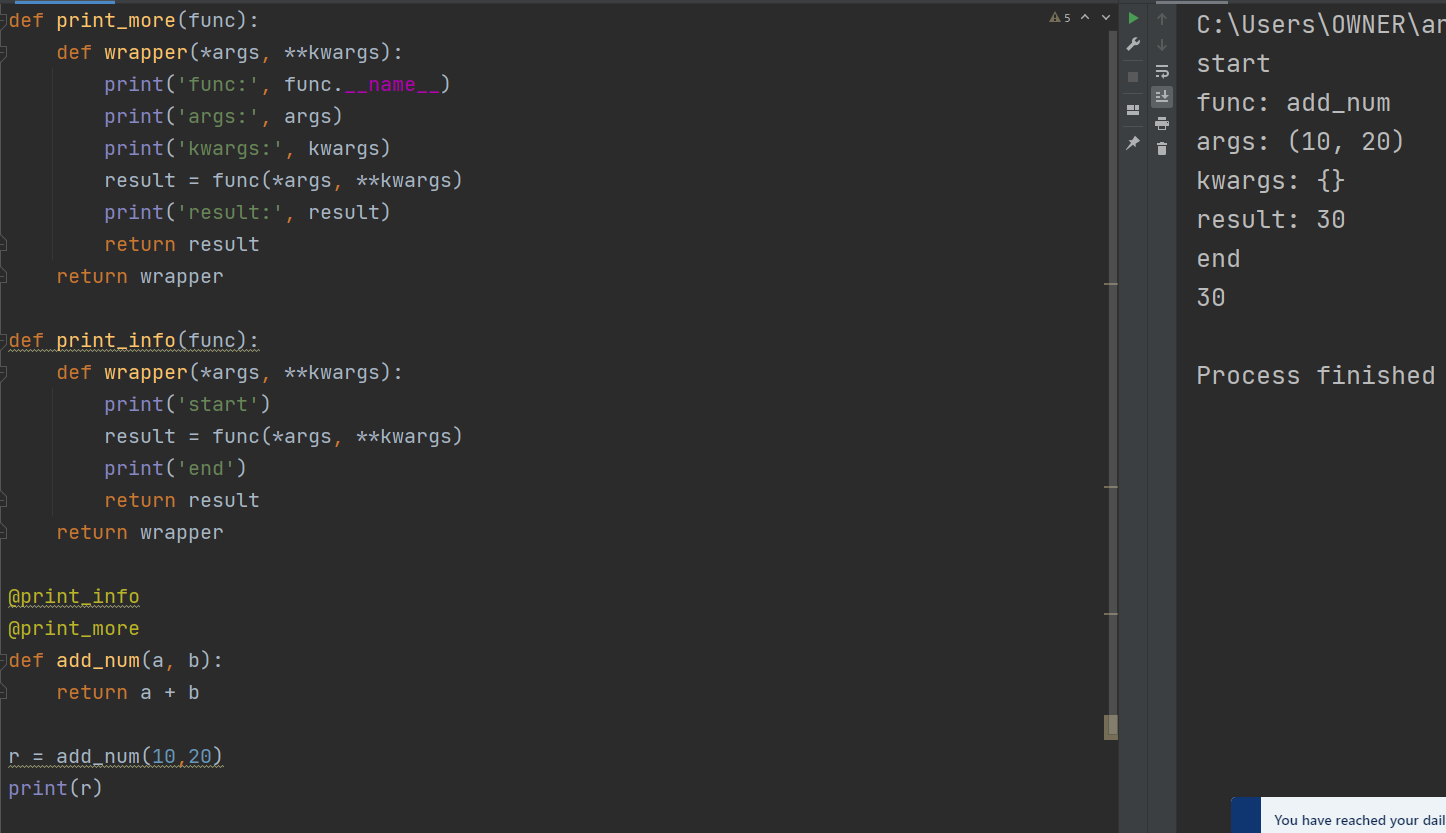 def print_more(func):
    def wrapper(*args, **kwargs):
        print('func:', func.__name__)
        print('args:', args)
        print('kwargs:', kwargs)
        result = func(*args, **kwargs)
        print('result:', result)
        return result
    return wrapper

def print_info(func):
    def wrapper(*args, **kwargs):
        print('start')
        result = func(*args, **kwargs)
        print('end')
        return result
    return wrapper

@print_info
@print_more
def add_num(a, b):
    return a + b

r = add_num(10,20)
print(r)
5
C:\Users\OWNER\
start
func: add_num
args: (10, 20)
kwargs: {}
result: 30
end
30

Process finished
You have reached your